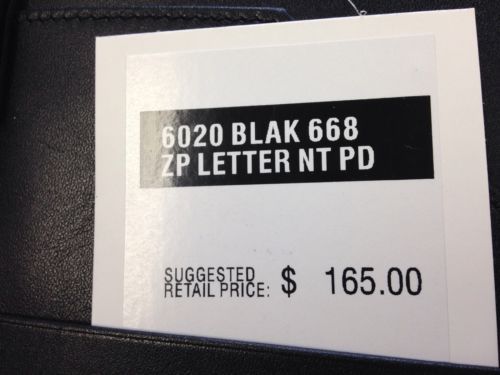 6020 BLAK 668
ZP LETTER NT PD
SUGGESTED
RETAIL PRICE: $ 165.00